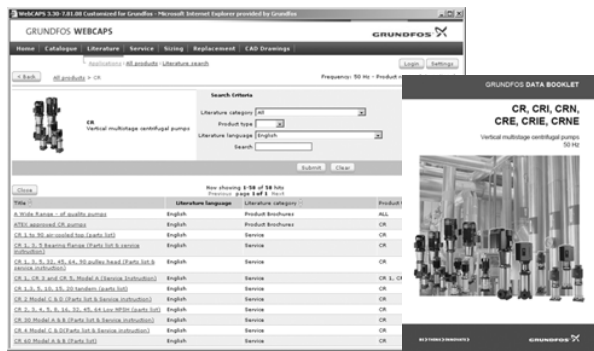 WebCAPS 3.30-7.01.08 Customized for Grundfos - Microsoft Internet Explorer provided by Grundfos
GRUNDFOS WEBCAPS
GRUNDFOS
Home Catalogue Literature Service Sizing Replacement CAD Drawings
Applications All products Literature search
Login Settings
< Back All products > CR
Frequency: 50 Hz - Product
Search Criteria
CR
Vertical multistage centrifugal pumps
Literature category All
Product type
Literature language English
Search
Submit Clear
Close
Now showing 1-58 of 58 hits
Previous page 1 of 1 Next
Title Literature language Literature category Product
A Wide Range - of quality pumps English Product Brochures ALL
ATEX approved CR pumps English Product Brochures CR
CR 1 to 90 air-cooled top (parts list) English Service CR
CR 1, 3, 5 Bearing flange (Parts list & service instruction) English Service CR
CR 1, 3, 5, 32, 45, 64, 90 pulley head (Parts list & service instruction) English Service CR
CR 1, CR 3 and CR 5, Model A (Service Instruction) English Service CR 1, C
CR 1,3, 5, 10, 15, 20 tandem (parts list) English Service CR
CR 2 Model C & D (Parts list & Service instruction) English Service CR
CR 2, 3, 4, 5, 8, 16, 32, 45, 64 Low NPSH (parts list) English Service CR
CR 30 Model A & B (Parts list & Service instruction) English Service CR
CR 4 Model C & D(Parts list & Service instruction) English Service CR
CR 60 Model A & B (Parts list) English Service CR
GRUNDFOS DATA BOOKLET
CR, CRI, CRN,
CRE, CRIE, CRNE
Vertical multistage centrifugal pumps
50 Hz
BE > THINK > INNOVATE >
GRUNDFOS